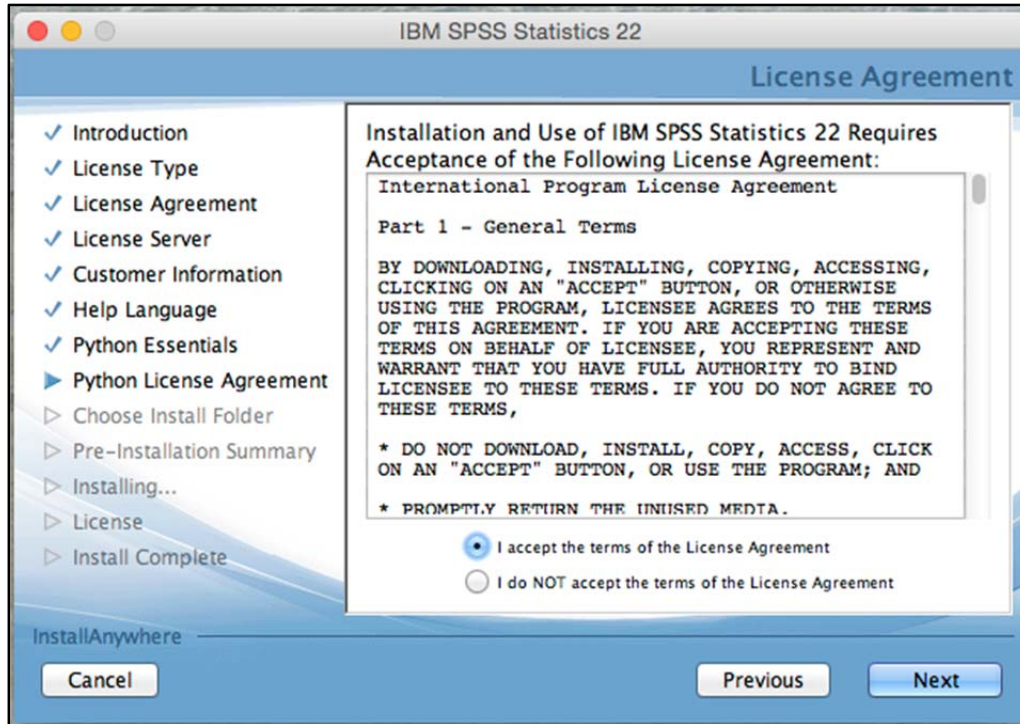 IBM SPSS Statistics 22
License Agreement
Introduction
License Type
License Agreement
License Server
Customer Information
Help Language
Python Essentials
Python License Agreement
Choose Install Folder
Pre-Installation Summary
Installing...
License
Install Complete
Installation and Use of IBM SPSS Statistics 22 Requires
Acceptance of the Following License Agreement:
International Program License Agreement
Part 1 - General Terms
BY DOWNLOADING, INSTALLING, COPYING, ACCESSING,
CLICKING ON AN "ACCEPT" BUTTON, OR OTHERWISE
USING THE PROGRAM, LICENSEE AGREES TO THE TERMS
OF THIS AGREEMENT. IF YOU ARE ACCEPTING THESE
TERMS ON BEHALF OF LICENSEE, YOU REPRESENT AND
WARRANT THAT YOU HAVE FULL AUTHORITY TO BIND
LICENSEE TO THESE TERMS. IF YOU DO NOT AGREE TO
THESE TERMS,
* DO NOT DOWNLOAD, INSTALL, COPY, ACCESS, CLICK
ON AN "ACCEPT" BUTTON, OR USE THE PROGRAM; AND
* PROMPTLY RETURN THE UNUSED MEDIA.
I accept the terms of the License Agreement
I do NOT accept the terms of the License Agreement
InstallAnywhere
Cancel
Previous
Next